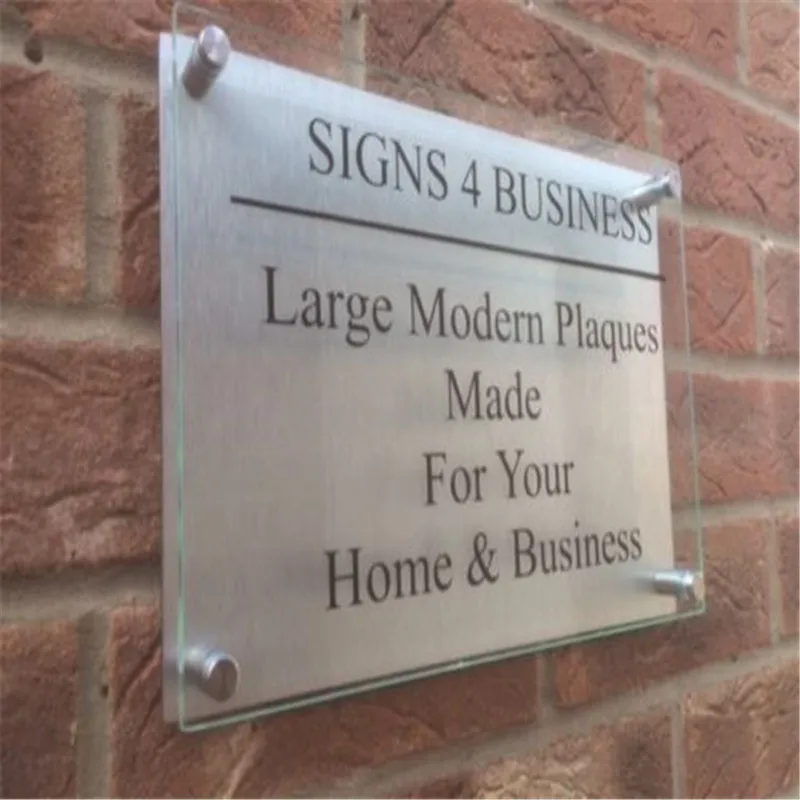 SIGNS 4 BUSINESS
Large Modern Plaques
Made
For Your
Home & Business